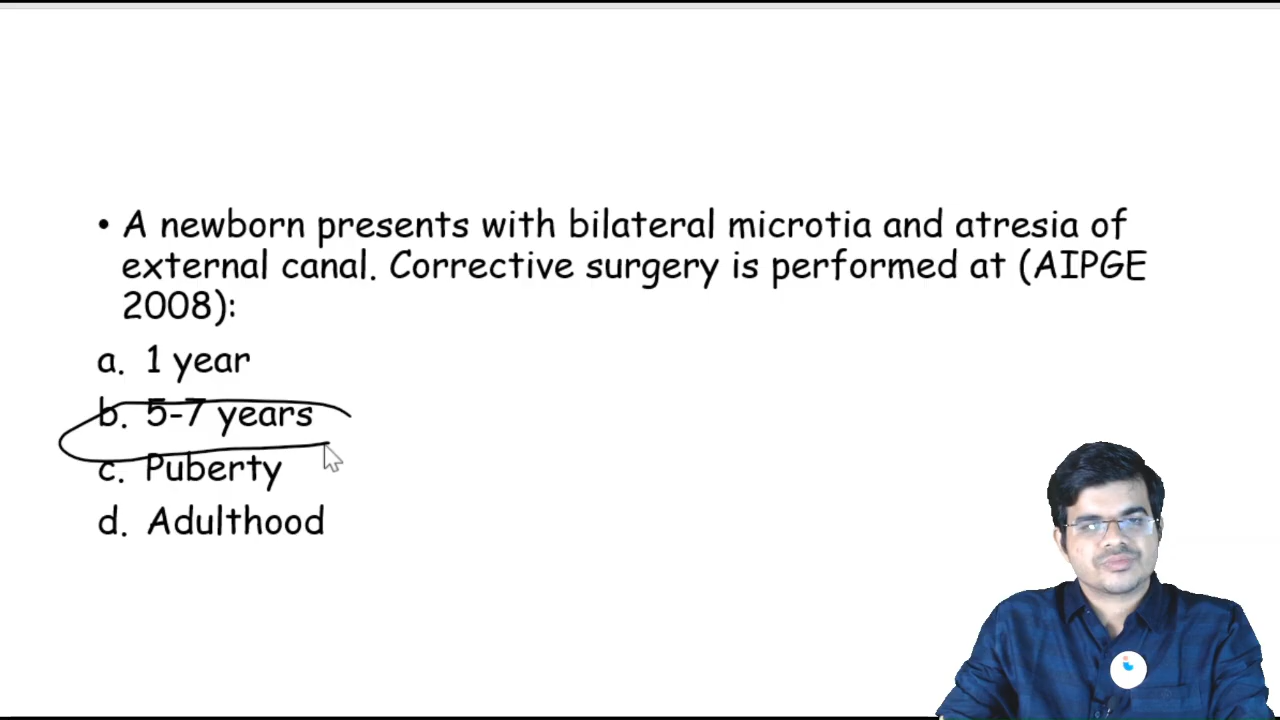 • A newborn presents with bilateral microtia and atresia of
external canal. Corrective surgery is performed at (AIPGE
2008):
a. 1 year
b. 5-7 years
c. Puberty
d. Adulthood